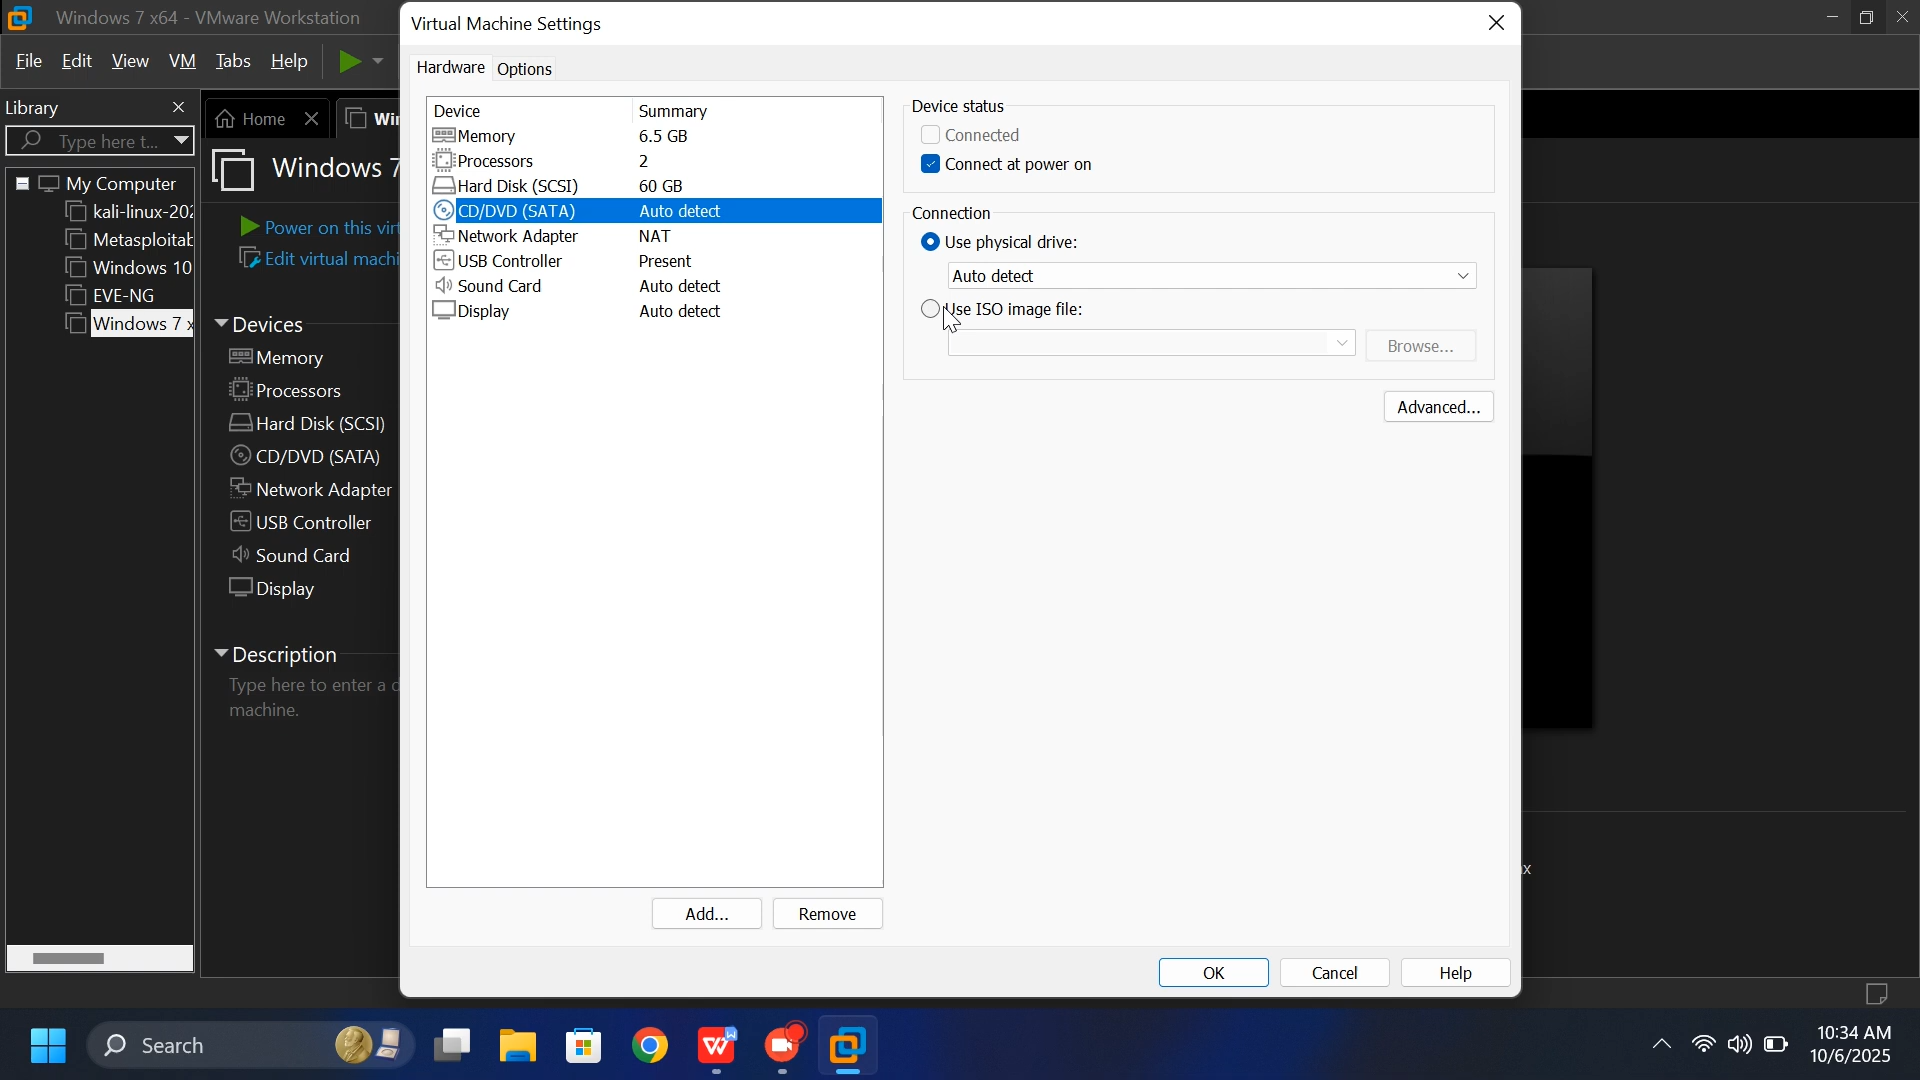 Windows 7 x64 - VMware Workstation
File Edit View VM Tabs Help
Library
Type here t...
My Computer
kali-linux-202
Metasploitab
Windows 10
EVE-NG
Windows 7 x
Home
Win
Windows 7
Power on this virt
Edit virtual machi
Devices
Memory
Processors
Hard Disk (SCSI)
CD/DVD (SATA)
Network Adapter
USB Controller
Sound Card
Display
Description
Type here to enter a d
machine.
Virtual Machine Settings
Hardware Options
Device Summary
Memory 6.5 GB
Processors 2
Hard Disk (SCSI) 60 GB
CD/DVD (SATA) Auto detect
Network Adapter NAT
USB Controller Present
Sound Card Auto detect
Display Auto detect
Add... Remove
Device status
Connected
Connect at power on
Connection
Use physical drive:
Auto detect
Use ISO image file:
Browse...
Advanced...
OK Cancel Help
Search
10:34 AM
10/6/2025